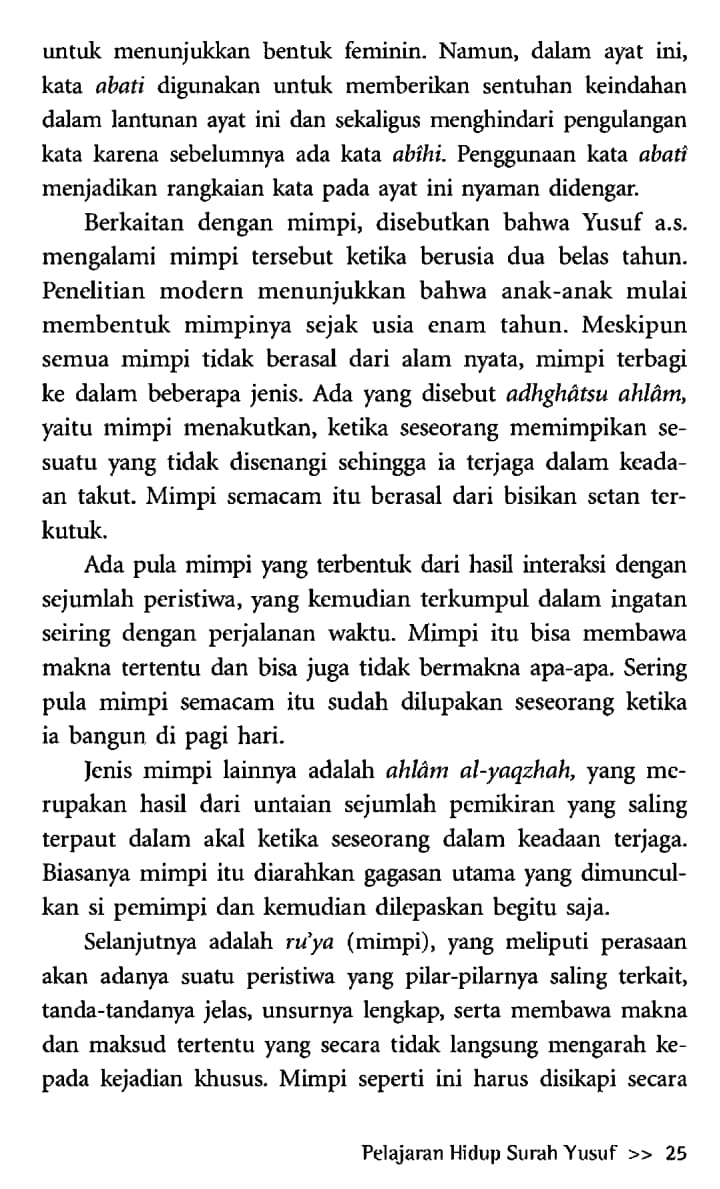 untuk menunjukkan bentuk feminin. Namun, dalam ayat ini,
kata abati digunakan untuk memberikan sentuhan keindahan
dalam lantunan ayat ini dan sekaligus menghindari pengulangan
kata karena sebelumnya ada kata abîhi. Penggunaan kata abatî
menjadikan rangkaian kata pada ayat ini nyaman didengar.
Berkaitan dengan mimpi, disebutkan bahwa Yusuf a.s.
mengalami mimpi tersebut ketika berusia dua belas tahun.
Penelitian modern menunjukkan bahwa anak-anak mulai
membentuk mimpinya sejak usia enam tahun. Meskipun
semua mimpi tidak berasal dari alam nyata, mimpi terbagi
ke dalam beberapa jenis. Ada yang disebut adhghâtsu ahlâm,
yaitu mimpi menakutkan, ketika seseorang memimpikan se-
suatu yang tidak disenangi sehingga ia terjaga dalam keada-
an takut. Mimpi semacam itu berasal dari bisikan setan ter-
kutuk.
Ada pula mimpi yang terbentuk dari hasil interaksi dengan
sejumlah peristiwa, yang kemudian terkumpul dalam ingatan
seiring dengan perjalanan waktu. Mimpi itu bisa membawa
makna tertentu dan bisa juga tidak bermakna apa-apa. Sering
pula mimpi semacam itu sudah dilupakan seseorang ketika
ia bangun di pagi hari.
Jenis mimpi lainnya adalah ahlâm al-yaqzhah, yang me-
rupakan hasil dari untaian sejumlah pemikiran yang saling
terpaut dalam akal ketika seseorang dalam keadaan terjaga.
Biasanya mimpi itu diarahkan gagasan utama yang dimuncul-
kan si pemimpi dan kemudian dilepaskan begitu saja.
Selanjutnya adalah ru'ya (mimpi), yang meliputi perasaan
akan adanya suatu peristiwa yang pilar-pilarnya saling terkait,
tanda-tandanya jelas, unsurnya lengkap, serta membawa makna
dan maksud tertentu yang secara tidak langsung mengarah ke-
pada kejadian khusus. Mimpi seperti ini harus disikapi secara
Pelajaran Hidup Surah Yusuf >> 25